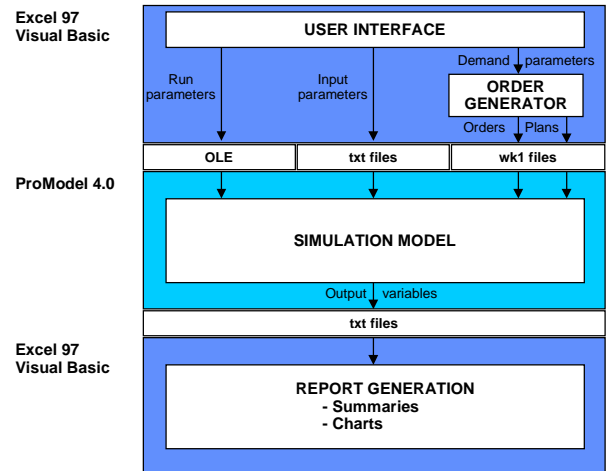 Excel 97
Visual Basic
USER INTERFACE
Run
parameters
Input
parameters
Demand parameters
ORDER
GENERATOR
Orders Plans
OLE
txt files
wk1 files
ProModel 4.0
SIMULATION MODEL
Output variables
txt files
Excel 97
Visual Basic
REPORT GENERATION
- Summaries
- Charts